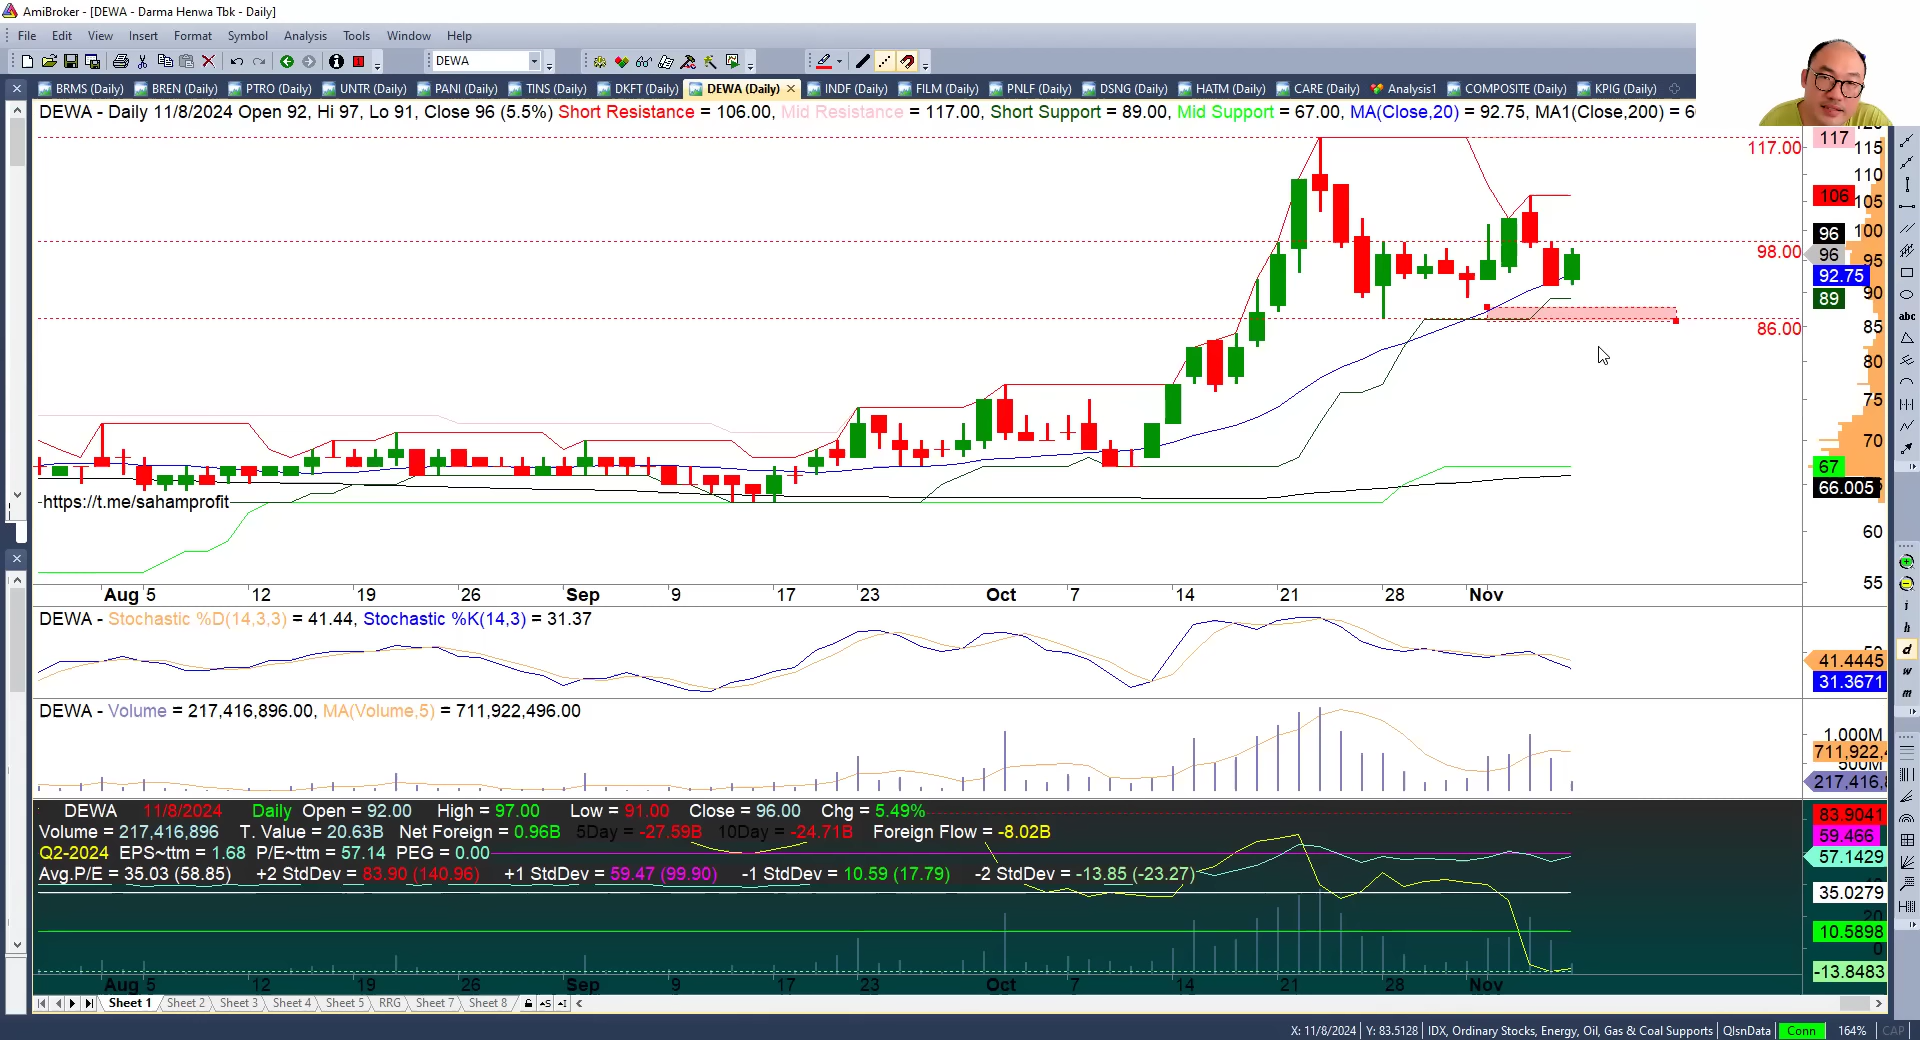 AmiBroker - [DEWA - Darma Henwa Tbk - Daily]
File Edit View Insert Format Symbol Analysis Tools Window Help
DEWA
BRMS (Daily) BREN (Daily) PTRO (Daily) UNTR (Daily) PANI (Daily) TINS (Daily) DKFT (Daily) DEWA (Daily) INDF (Daily) FILM (Daily) PNLF (Daily) DSNG (Daily) HATM (Daily) CARE (Daily) Analysis1 COMPOSITE (Daily) KPIG (Daily)
DEWA - Daily 11/8/2024 Open 92, Hi 97, Lo 91, Close 96 (5.5%) Short Resistance = 106.00, Mid Resistance = 117.00, Short Support = 89.00, Mid Support = 67.00, MA(Close,20) = 92.75, MA1(Close,200) = 6
117.00 117 115
110
106 105
96 100
98.00 96 95
92.75
89 90
86.00 85
80
75
70
67
66.005
60
55
abc
https://t.me/sahamprofit
Aug 5 12 19 26 Sep 9 17 23 Oct 7 14 21 28 Nov
DEWA - Stochastic %D(14,3,3) = 41.44, Stochastic %K(14,3) = 31.37
41.4445
31.3671
i
h
d
w
m
DEWA - Volume = 217,416,896.00, MA(Volume,5) = 711,922,496.00
1,000M
711,922,4
500M
217,416,8
DEWA 11/8/2024 Daily Open = 92.00 High = 97.00 Low = 91.00 Close = 96.00 Chg = 5.49%
Volume = 217,416,896 T. Value = 20.63B Net Foreign = 0.96B 5Day = -27.59B 10Day = -24.71B Foreign Flow = -8.02B
Q2-2024 EPS~ttm = 1.68 P/E~ttm = 57.14 PEG = 0.00
Avg.P/E = 35.03 (58.85) +2 StdDev = 83.90 (140.96) +1 StdDev = 59.47 (99.90) -1 StdDev = 10.59 (17.79) -2 StdDev = -13.85 (-23.27)
83.9041
59.466
57.1429
35.0279
20
10.5898
0
-13.8483
Aug 5 12 19 26 Sep 9 17 23 Oct 7 14 21 28 Nov
Sheet 1 Sheet 2 Sheet 3 Sheet 4 Sheet 5 RRG Sheet 7 Sheet 8
X: 11/8/2024 Y: 83.5128 IDX, Ordinary Stocks, Energy, Oil, Gas & Coal Supports QlsnData Conn 164% CAP